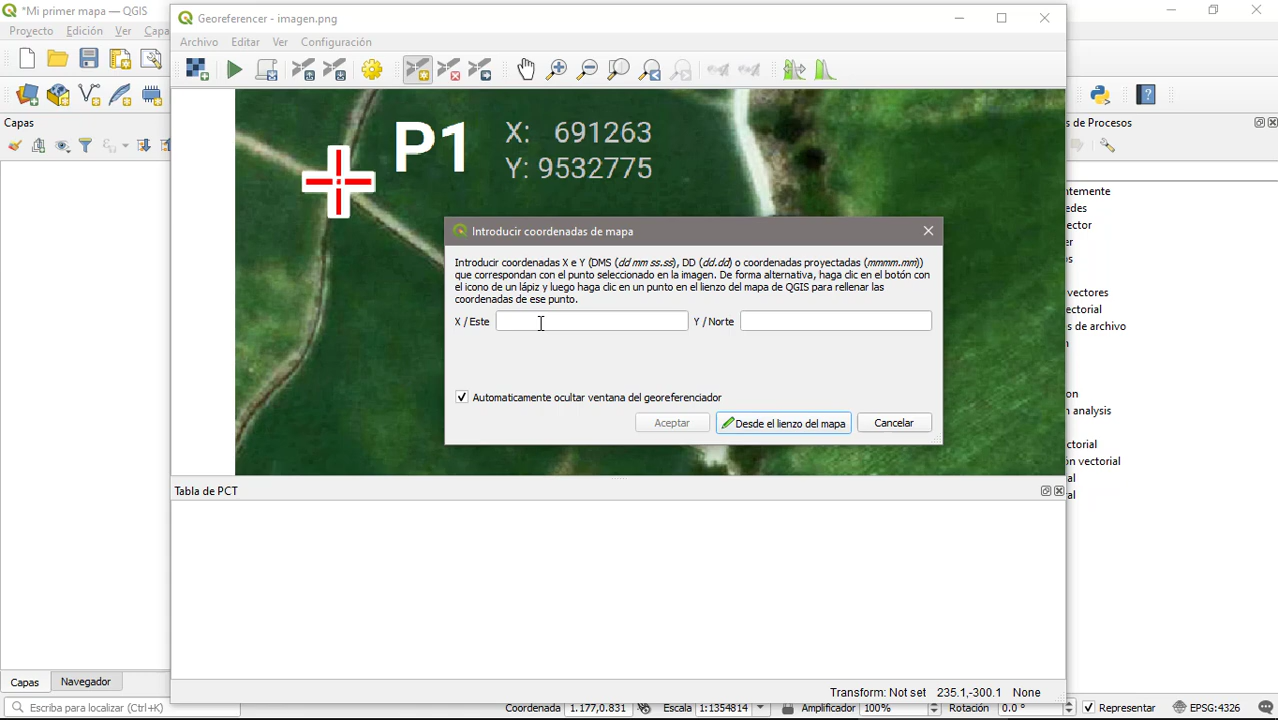 *Mi primer mapa — QGIS
Proyecto Edición Ver Capa
Capas
Capas Navegador
Escriba para localizar (Ctrl+K)
Georeferencer - imagen.png
Archivo Editar Ver Configuración
P1
X: 691263
Y: 9532775
Introducir coordenadas de mapa
Introducir coordenadas X e Y (DMS (dd mm ss.ss), DD (dd.dd) o coordenadas proyectadas (mmmm.mm))
que correspondan con el punto seleccionado en la imagen. De forma alternativa, haga clic en el botón con
el icono de un lápiz y luego haga clic en un punto en el lienzo del mapa de QGIS para rellenar las
coordenadas de ese punto.
X / Este Y / Norte
Automaticamente ocultar ventana del georeferenciador
Aceptar Desde el lienzo del mapa Cancelar
Tabla de PCT
Transform: Not set 235.1,-300.1 None
s de Procesos
ntemente
edes
ector
er
os
vectores
ctorial
s de archivo
on
n analysis
ctorial
ón vectorial
al
al
Coordenada 1.177,0.831 Escala 1:1354814 Amplificador 100% Rotación 0.0 ° Representar EPSG:4326